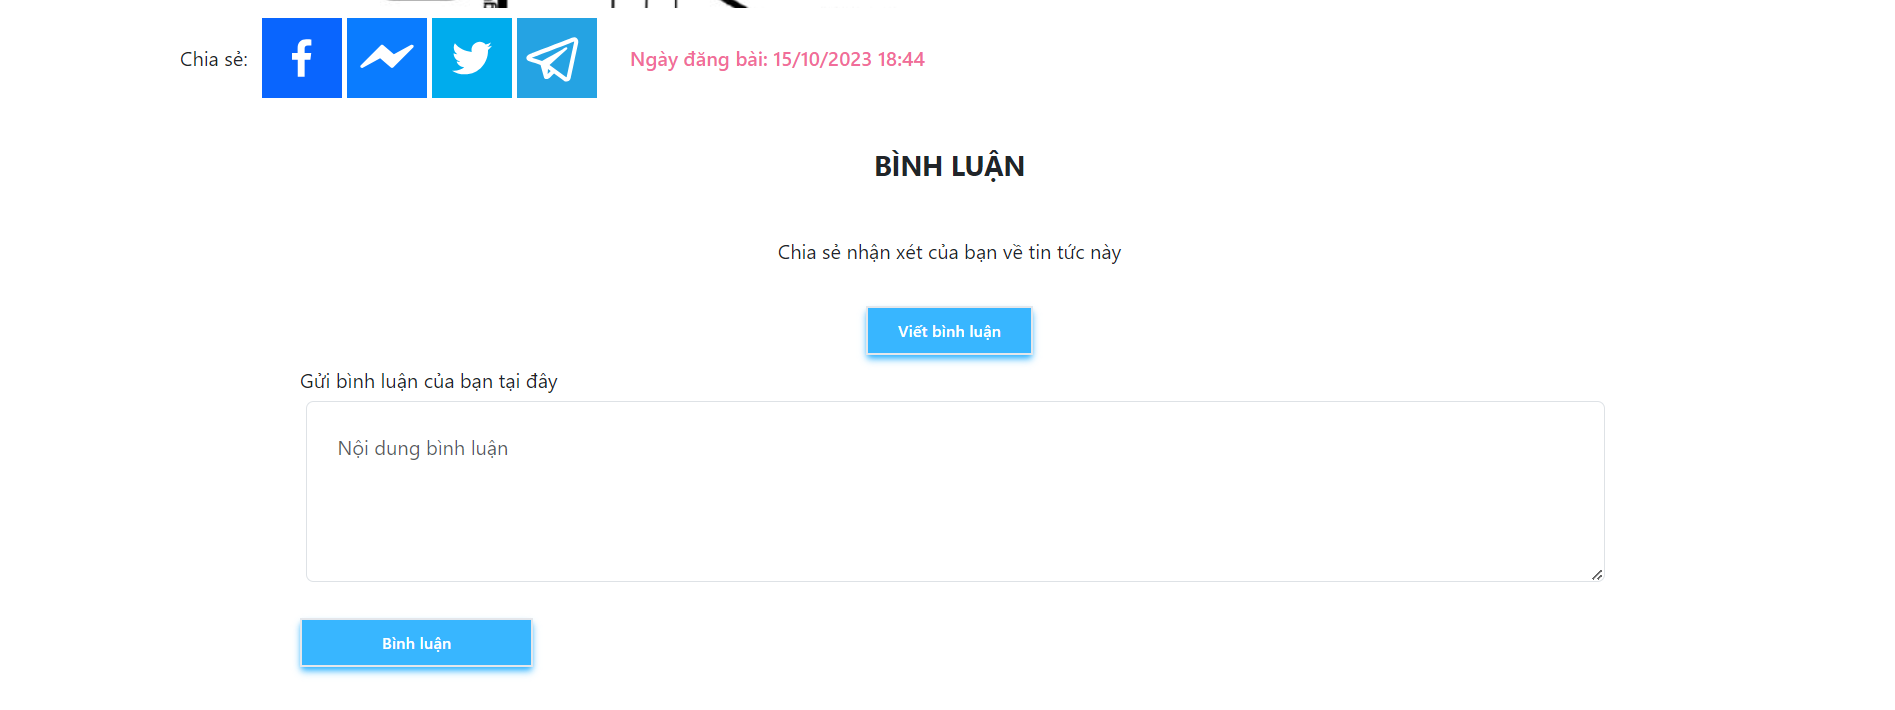 Chia sẻ:
Ngày đăng bài: 15/10/2023 18:44
BÌNH LUẬN
Chia sẻ nhận xét của bạn về tin tức này
Viết bình luận
Gửi bình luận của bạn tại đây
Nội dung bình luận
Bình luận